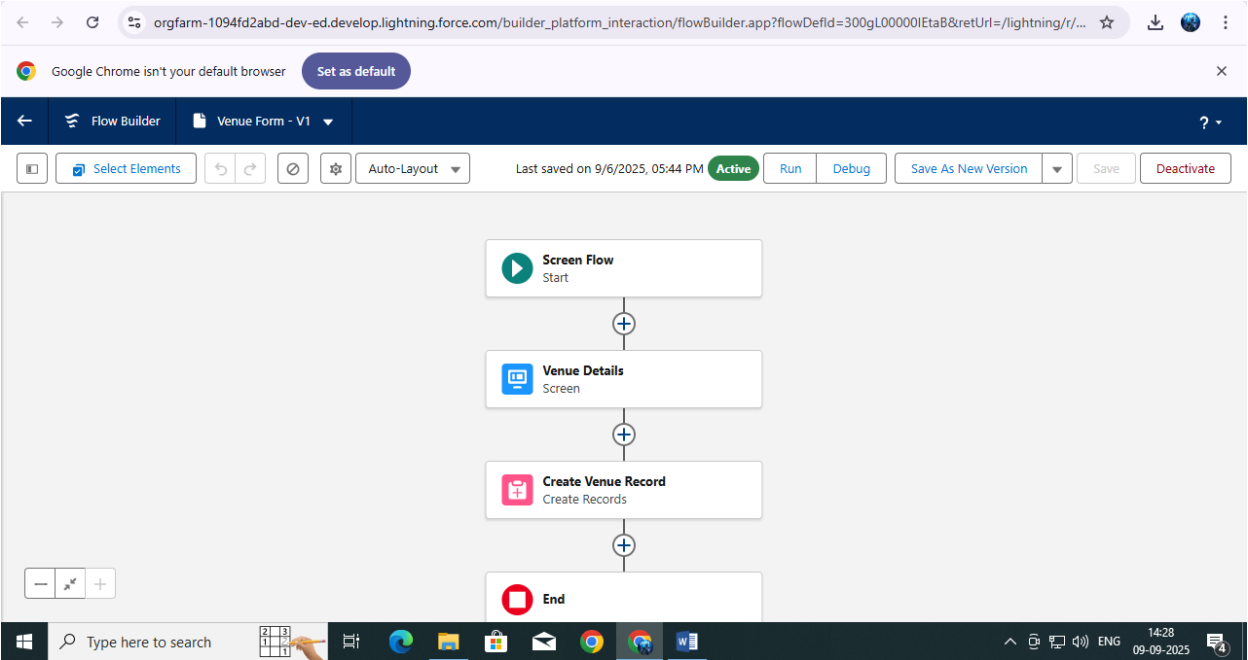 orgfarm-1094fd2abd-dev-ed.develop.lightning.force.com/builder_platform_interaction/flowBuilder.app?flowDefId=300gL00000IEtaB&retUrl=/lightning/r/...
Google Chrome isn't your default browser Set as default
Flow Builder Venue Form - V1 ?
Select Elements Auto-Layout Last saved on 9/6/2025, 05:44 PM Active Run Debug Save As New Version Save Deactivate
Screen Flow
Start
Venue Details
Screen
Create Venue Record
Create Records
End
Type here to search ENG 14:28
09-09-2025 4